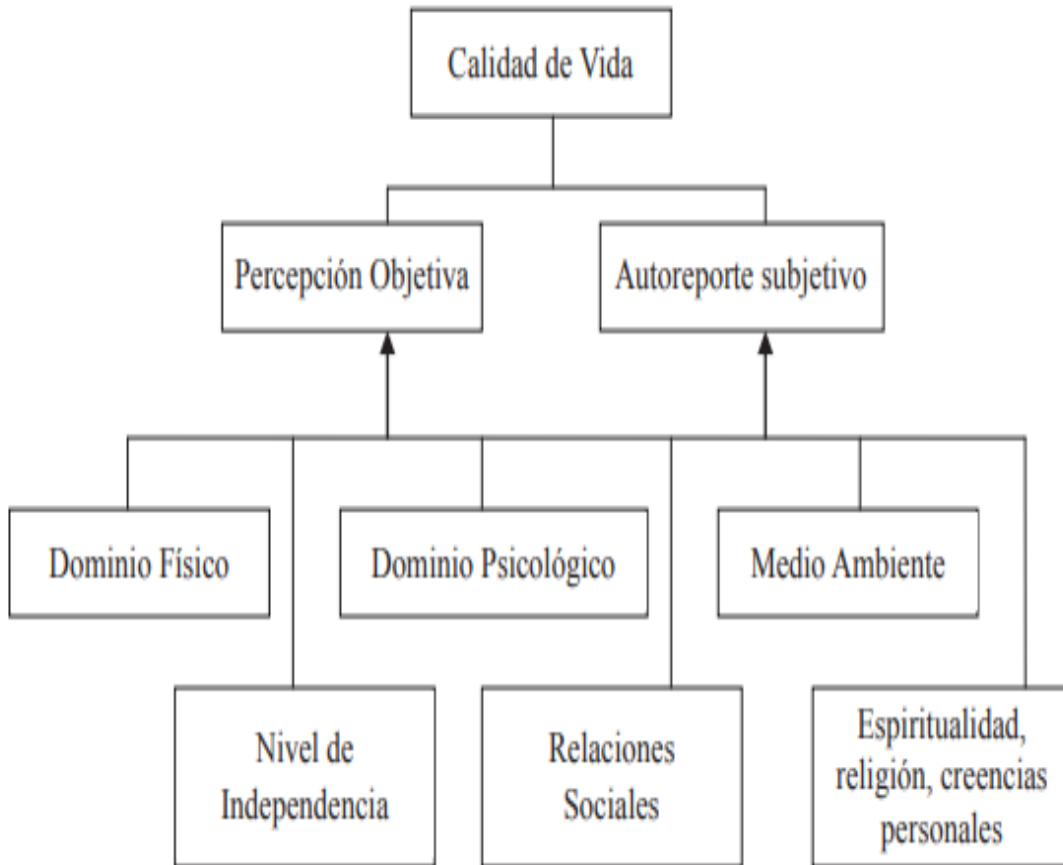 Calidad de Vida
Percepción Objetiva
Autoreporte subjetivo
Dominio Físico
Dominio Psicológico
Medio Ambiente
Nivel de
Independencia
Relaciones
Sociales
Espiritualidad,
religión, creencias
personales